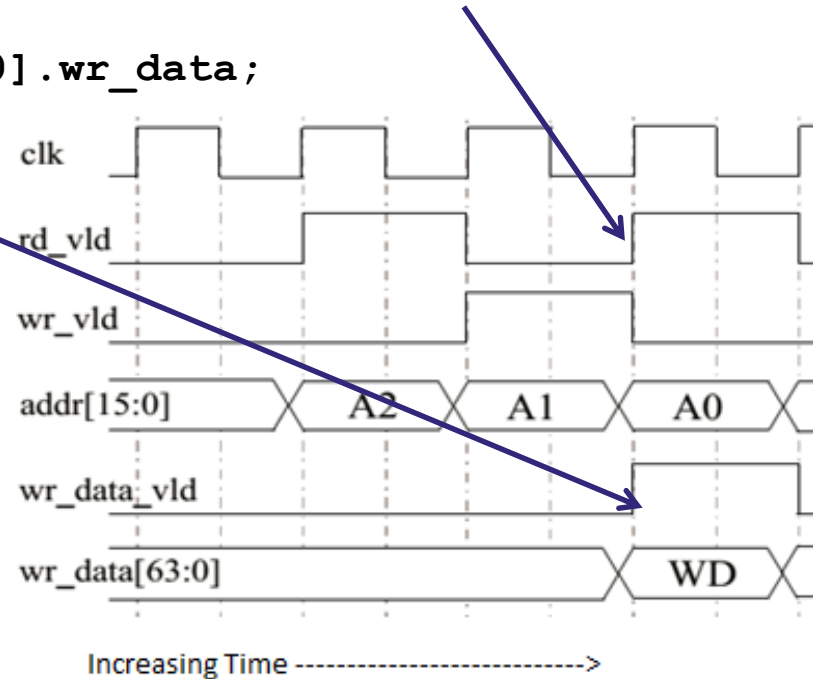 0].wr_data;
clk
rd_vld
wr_vld
addr[15:0] A2 A1 A0
wr_data_vld
wr_data[63:0] WD
Increasing Time --------------------------->